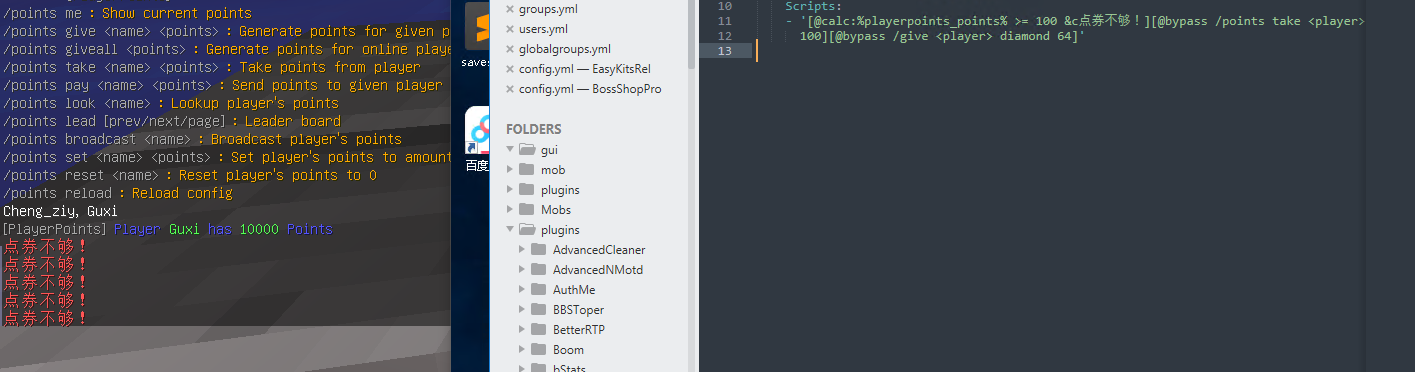 /points me : Show current points
/points give <name> <points> : Generate points for given p
/points giveall <points> : Generate points for online playe
/points take <name> <points> : Take points from player
/points pay <name> <points> : Send points to given player
/points look <name> : Lookup player's points
/points lead [prev/next/page] : Leader board
/points broadcast <name> : Broadcast player's points
/points set <name> <points> : Set player's points to amount
/points reset <name> : Reset player's points to 0
/points reload : Reload config
Cheng_ziy, Guxi
[PlayerPoints] Player Guxi has 10000 Points
点券不够！
点券不够！
点券不够！
点券不够！
点券不够！
saves
百度
groups.yml
users.yml
globalgroups.yml
config.yml — EasyKitsRel
config.yml — BossShopPro
FOLDERS
gui
mob
plugins
Mobs
plugins
AdvancedCleaner
AdvancedNMotd
AuthMe
BBSToper
BetterRTP
Boom
bStats
10 Scripts:
11 - '[@calc:%playerpoints_points% >= 100 &c点券不够！][@bypass /points take <player>
12 100][@bypass /give <player> diamond 64]'
13